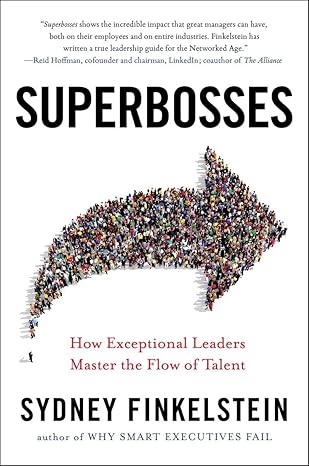 “Superbosses shows the incredible impact that great managers can have,
both on their employees and on entire industries. Finkelstein has
written a true leadership guide for the Networked Age.”
—Reid Hoffman, cofounder and chairman, LinkedIn; coauthor of The Alliance
SUPERBOSSES
How Exceptional Leaders
Master the Flow of Talent
SYDNEY FINKELSTEIN
author of WHY SMART EXECUTIVES FAIL